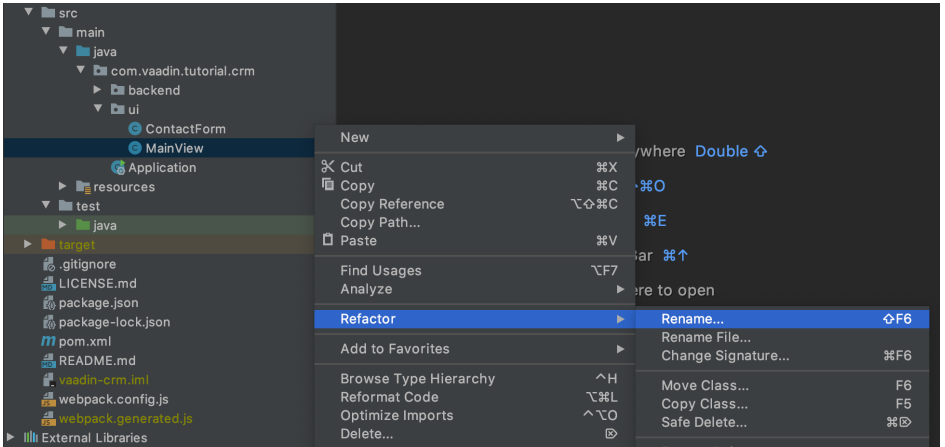 src
main
java
com.vaadin.tutorial.crm
backend
ui
ContactForm
MainView
Application
resources
test
java
target
.gitignore
LICENSE.md
package.json
package-lock.json
pom.xml
README.md
vaadin-crm.iml
webpack.config.js
webpack.generated.js
External Libraries
New
Cut ⌘X
Copy ⌘C
Copy Reference ⌥⇧⌘C
Copy Path...
Paste ⌘V
Find Usages ⌥F7
Analyze
Refactor
Add to Favorites
Browse Type Hierarchy ^H
Reformat Code ⌥⌘L
Optimize Imports ^⌥O
Delete... ⌦
Double ⇧
⌘O
⌘E
Bar ⌘↑
to open
Rename... ⇧F6
Rename File...
Change Signature... ⌘F6
Move Class... F6
Copy Class... F5
Safe Delete... ⌘⌦